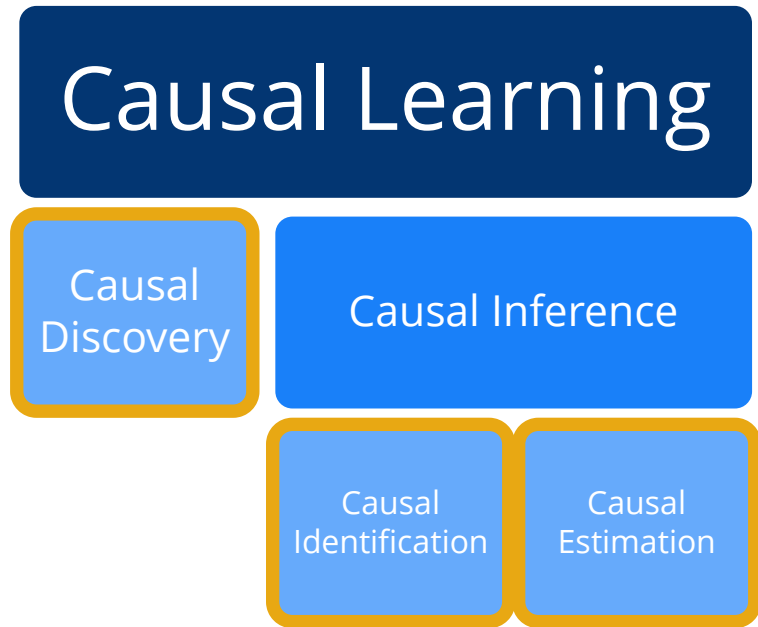 Causal Learning
Causal
Discovery
Causal Inference
Causal
Identification
Causal
Estimation